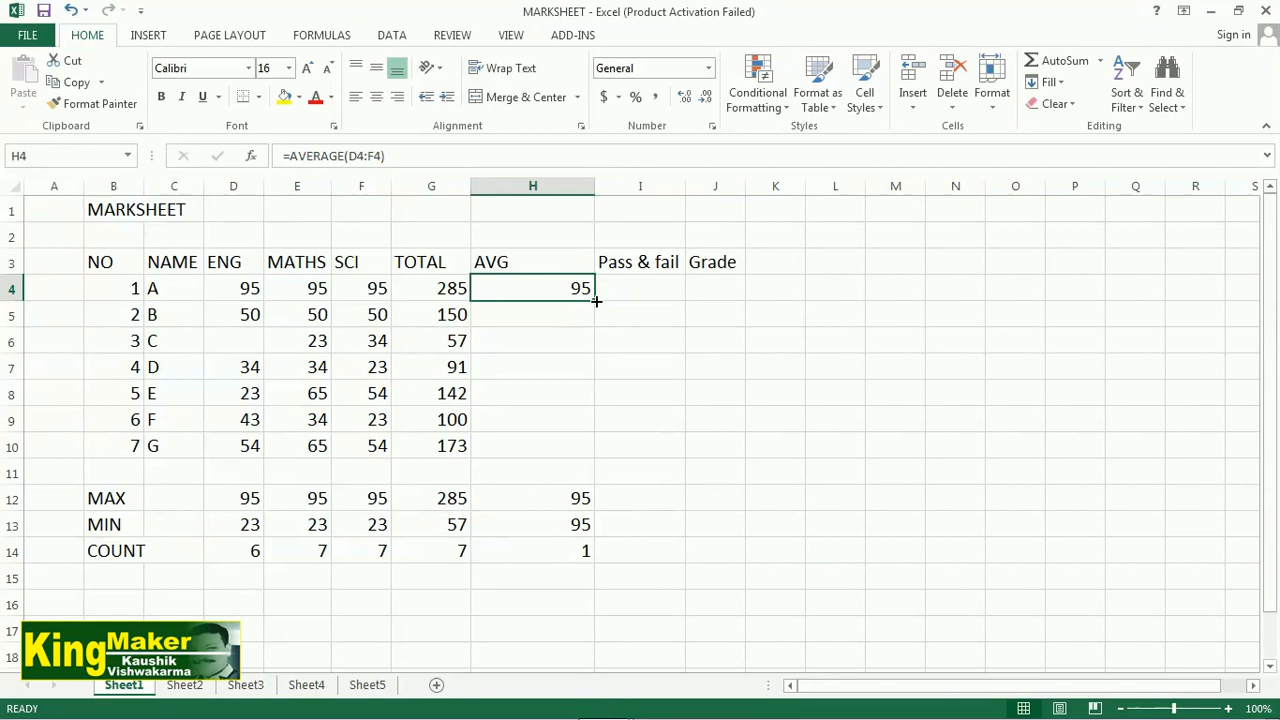 MARKSHEET - Excel (Product Activation Failed)
FILE HOME INSERT PAGE LAYOUT FORMULAS DATA REVIEW VIEW ADD-INS Sign in
Paste Cut Copy Format Painter Clipboard
Calibri 16 B I U A Font
Wrap Text Merge & Center Alignment
General $ % , Number
Conditional Formatting Format as Table Cell Styles Styles
Insert Delete Format Cells
AutoSum Fill Clear Sort & Filter Find & Select Editing
H4 fx =AVERAGE(D4:F4)
A B C D E F G H I J K L M N O P Q R S
1 MARKSHEET
2
3 NO NAME ENG MATHS SCI TOTAL AVG Pass & fail Grade
4 1 A 95 95 95 285 95
5 2 B 50 50 50 150
6 3 C 23 34 57
7 4 D 34 34 23 91
8 5 E 23 65 54 142
9 6 F 43 34 23 100
10 7 G 54 65 54 173
11
12 MAX 95 95 95 285 95
13 MIN 23 23 23 57 95
14 COUNT 6 7 7 7 1
15
16
17
18
KingMaker
Kaushik
Vishwakarma
Sheet1 Sheet2 Sheet3 Sheet4 Sheet5
READY 100%